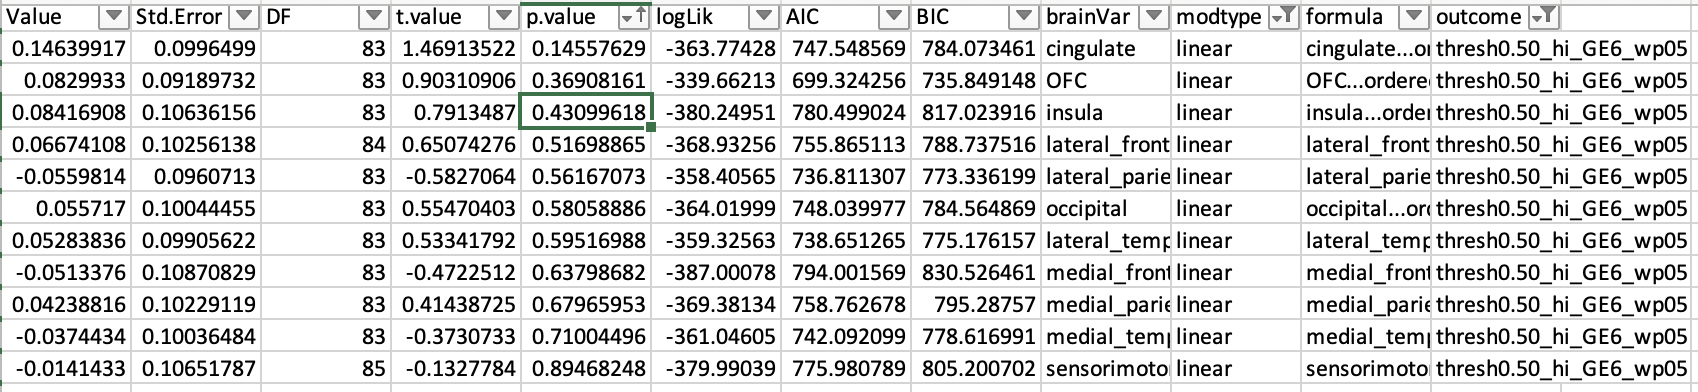 Value Std.Error DF t.value p.value logLik AIC BIC brainVar modtype formula outcome
0.14639917 0.0996499 83 1.46913522 0.14557629 -363.77428 747.548569 784.073461 cingulate linear cingulate...or thresh0.50_hi_GE6_wp05
0.0829933 0.09189732 83 0.90310906 0.36908161 -339.66213 699.324256 735.849148 OFC linear OFC...ordere thresh0.50_hi_GE6_wp05
0.08416908 0.10636156 83 0.7913487 0.43099618 -380.24951 780.499024 817.023916 insula linear insula...order thresh0.50_hi_GE6_wp05
0.06674108 0.10256138 84 0.65074276 0.51698865 -368.93256 755.865113 788.737516 lateral_front linear lateral_front thresh0.50_hi_GE6_wp05
-0.0559814 0.0960713 83 -0.5827064 0.56167073 -358.40565 736.811307 773.336199 lateral_parie linear lateral_parie thresh0.50_hi_GE6_wp05
0.055717 0.10044455 83 0.55470403 0.58058886 -364.01999 748.039977 784.564869 occipital linear occipital...ord thresh0.50_hi_GE6_wp05
0.05283836 0.09905622 83 0.53341792 0.59516988 -359.32563 738.651265 775.176157 lateral_temp linear lateral_temp thresh0.50_hi_GE6_wp05
-0.0513376 0.10870829 83 -0.4722512 0.63798682 -387.00078 794.001569 830.526461 medial_front linear medial_front thresh0.50_hi_GE6_wp05
0.04238816 0.10229119 83 0.41438725 0.67965953 -369.38134 758.762678 795.28757 medial_parie linear medial_parie thresh0.50_hi_GE6_wp05
-0.0374434 0.10036484 83 -0.3730733 0.71004496 -361.04605 742.092099 778.616991 medial_temp linear medial_temp thresh0.50_hi_GE6_wp05
-0.0141433 0.10651787 85 -0.1327784 0.89468248 -379.99039 775.980789 805.200702 sensorimoto linear sensorimoto thresh0.50_hi_GE6_wp05